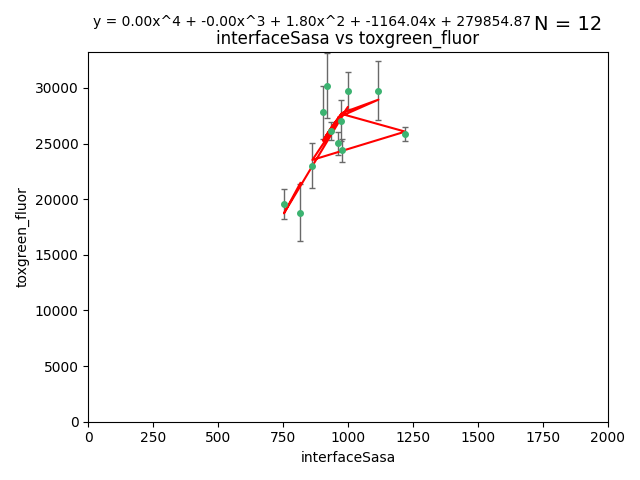 y = 0.00x^4 + -0.00x^3 + 1.80x^2 + -1164.04x + 279854.87 N = 12
interfaceSasa vs toxgreen_fluor
30000
25000
20000
15000
10000
5000
0
toxgreen_fluor
0 250 500 750 1000 1250 1500 1750 2000
interfaceSasa